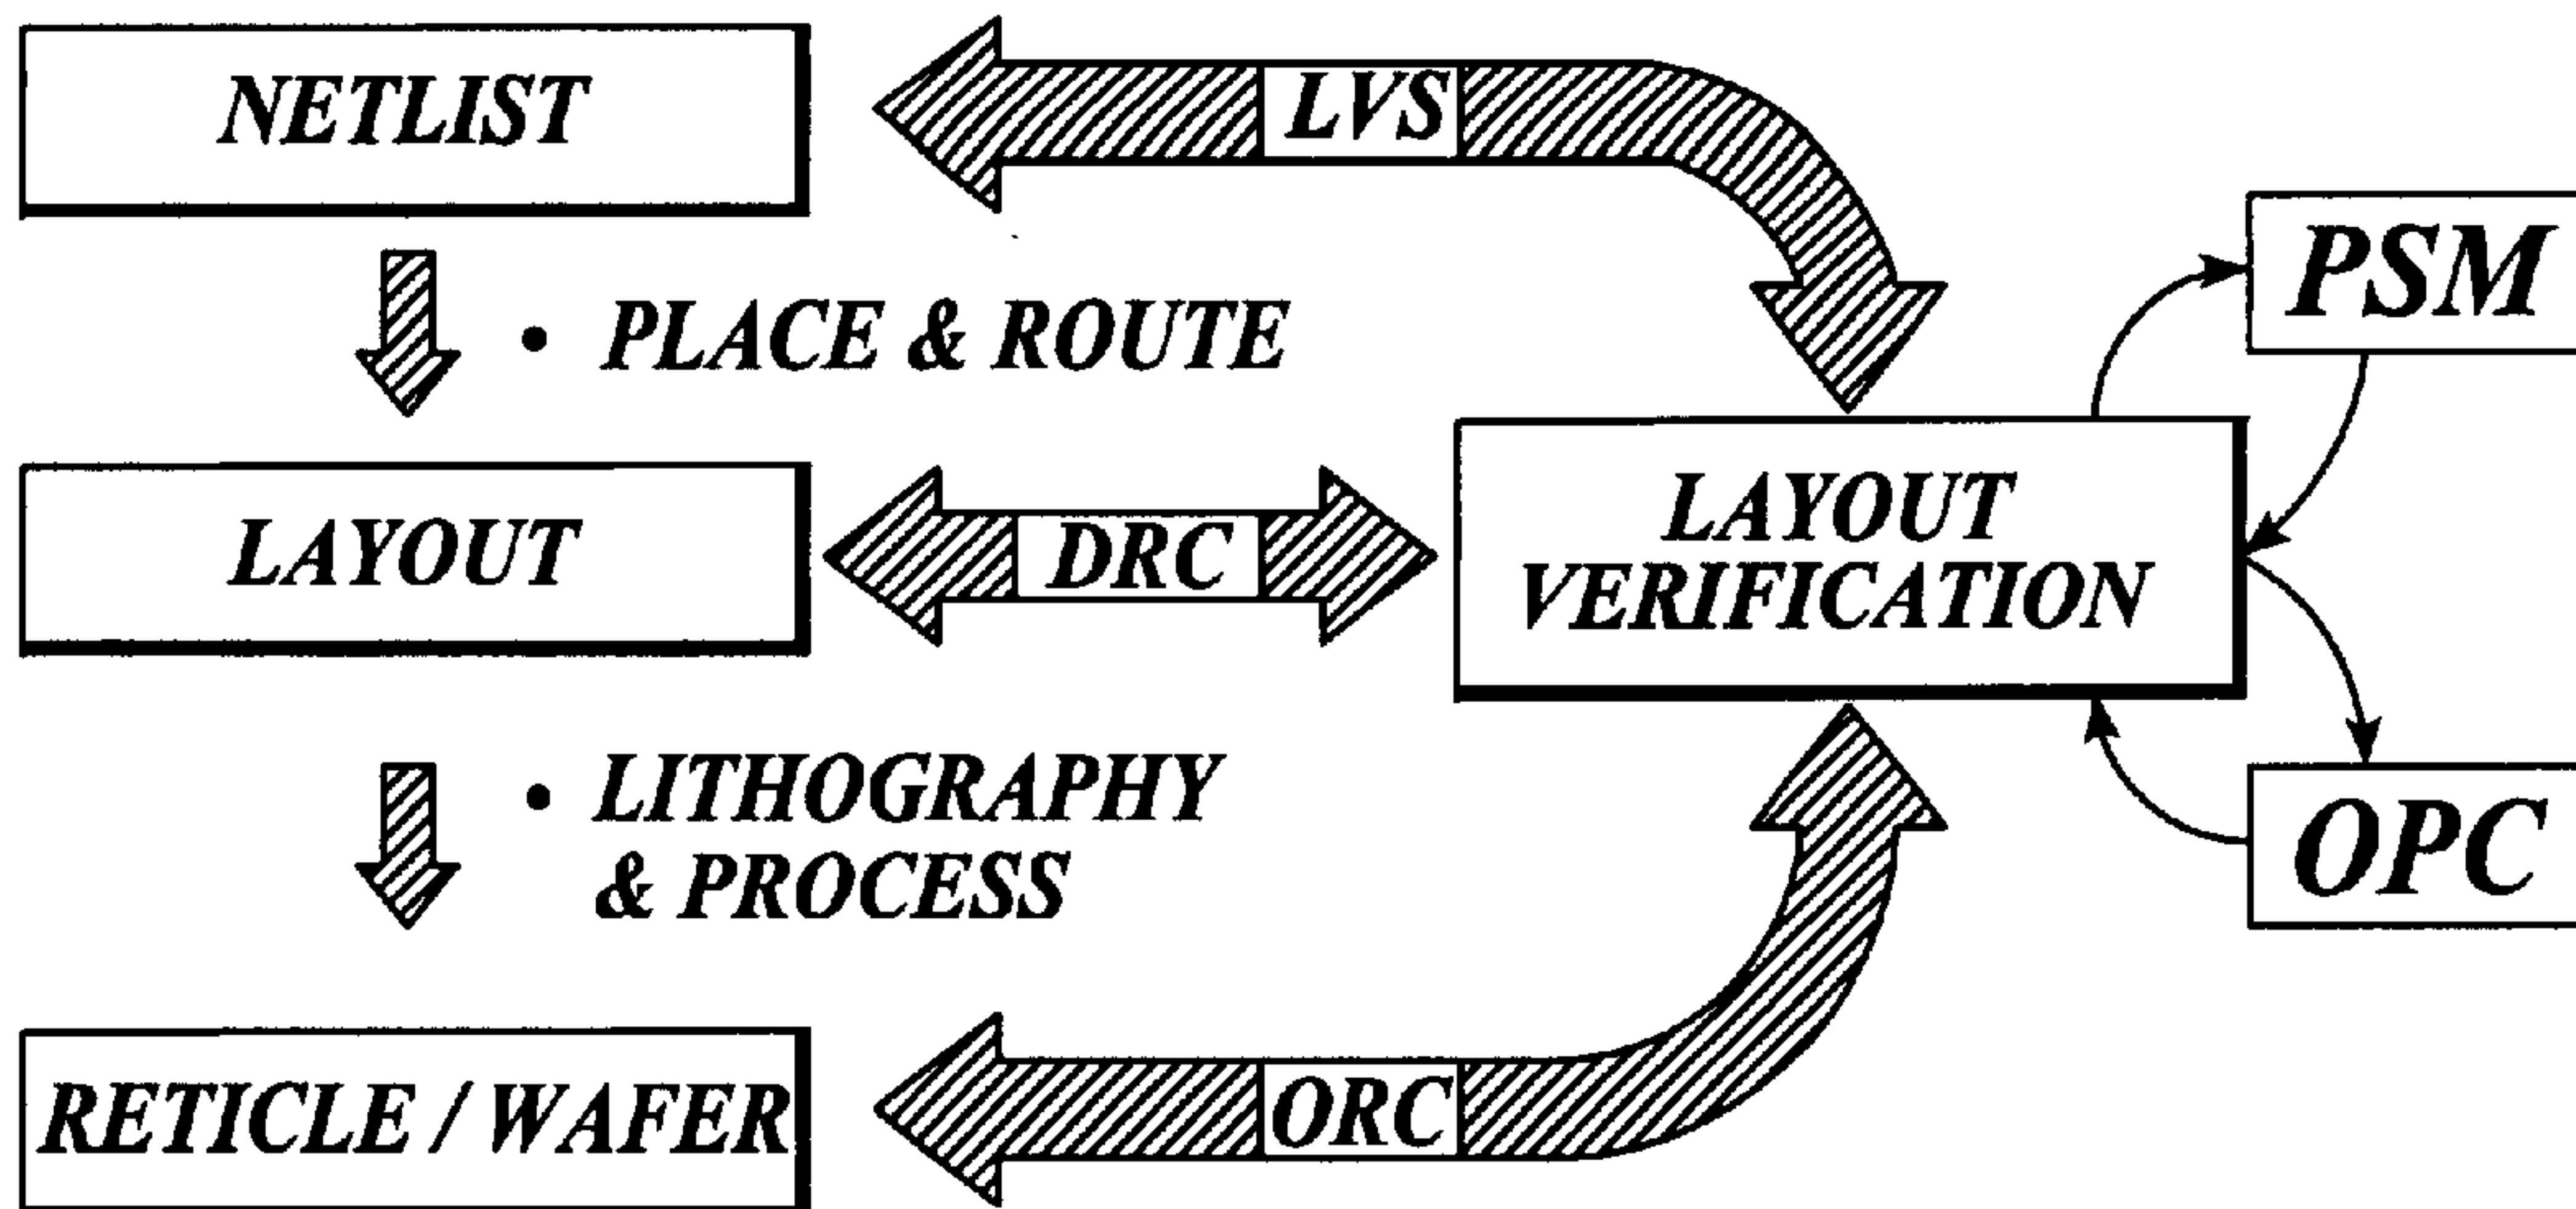 NETLIST
LVS
PSM
• PLACE & ROUTE
LAYOUT
DRC
LAYOUT
VERIFICATION
• LITHOGRAPHY
& PROCESS
OPC
RETICLE / WAFER
ORC